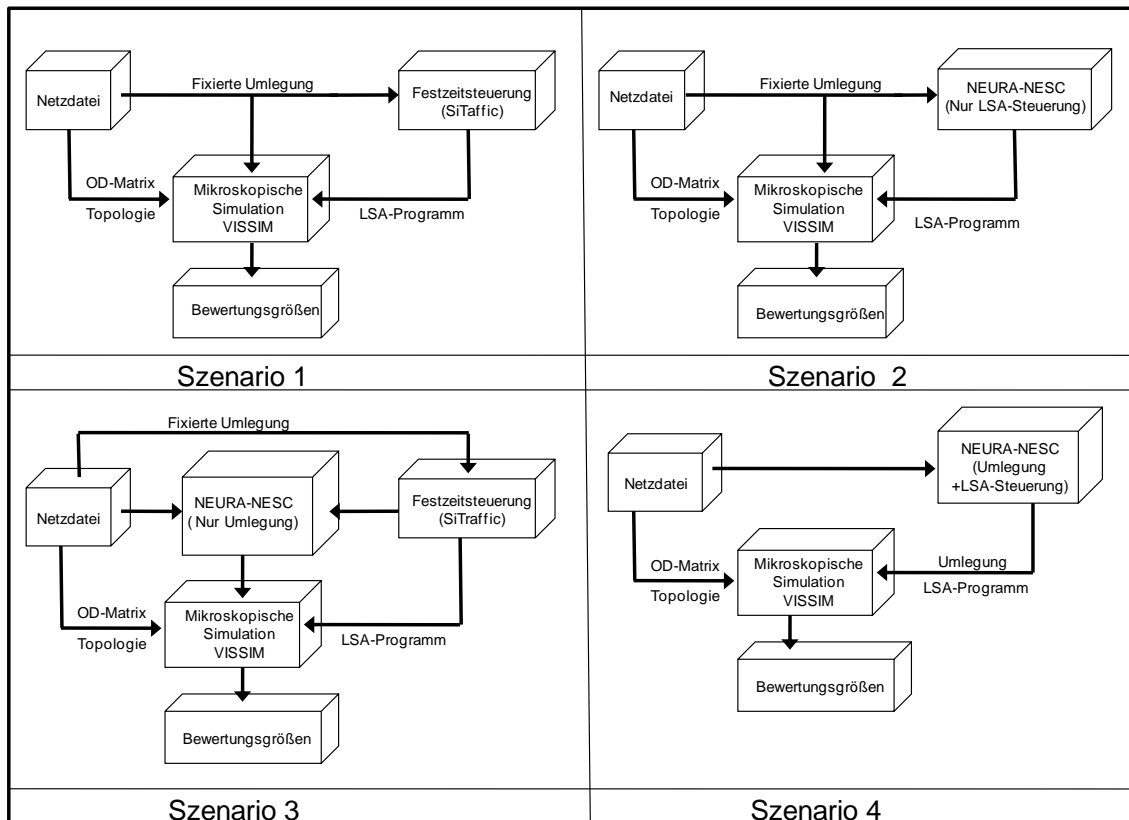 Netzdatei
Fixierte Umlegung
Festzeitsteuerung
(SiTaffic)
OD-Matrix
Topologie
Mikroskopische
Simulation
VISSIM
LSA-Programm
Bewertungsgrößen
Szenario 1
Netzdatei
Fixierte Umlegung
NEURA-NESC
(Nur LSA-Steuerung)
OD-Matrix
Topologie
Mikroskopische
Simulation
VISSIM
LSA-Programm
Bewertungsgrößen
Szenario 2
Fixierte Umlegung
Netzdatei
NEURA-NESC
( Nur Umlegung)
Festzeitsteuerung
(SiTraffic)
OD-Matrix
Topologie
Mikroskopische
Simulation
VISSIM
LSA-Programm
Bewertungsgrößen
Szenario 3
Netzdatei
NEURA-NESC
(Umlegung
+LSA-Steuerung)
OD-Matrix
Topologie
Mikroskopische
Simulation
VISSIM
Umlegung
LSA-Programm
Bewertungsgrößen
Szenario 4